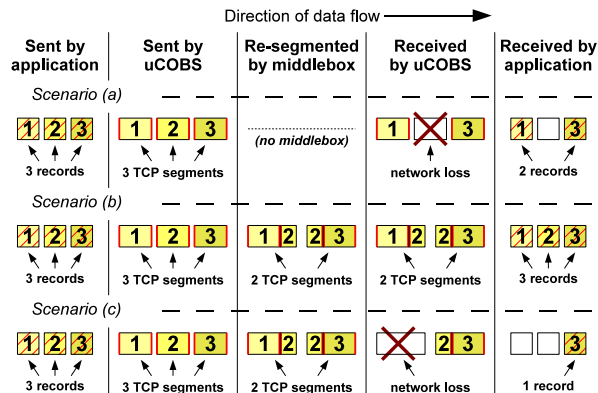 Direction of data flow
Sent by application
Sent by uCOBS
Re-segmented by middlebox
Received by uCOBS
Received by application
Scenario (a)
1 2 3
1 2 3
(no middlebox)
1 3
1 3
3 records
3 TCP segments
network loss
2 records
Scenario (b)
1 2 3
1 2 3
1 2 2 3
1 2 2 3
1 2 3
3 records
3 TCP segments
2 TCP segments
2 TCP segments
3 records
Scenario (c)
1 2 3
1 2 3
1 2 2 3
2 3
3
3 records
3 TCP segments
2 TCP segments
network loss
1 record